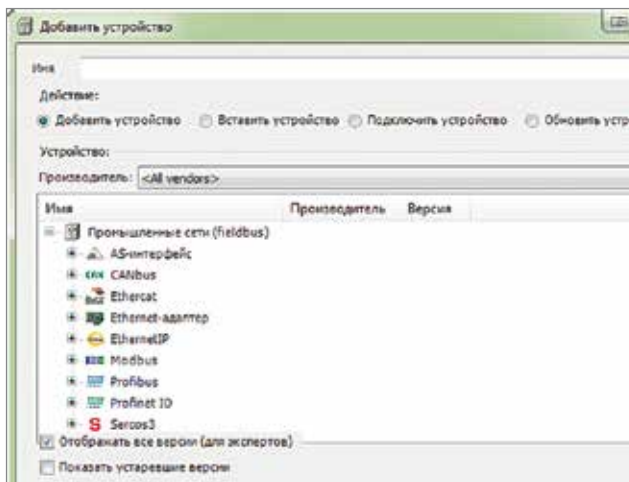 Добавить устройство
Имя
Действие:
Добавить устройство Вставить устройство Подключить устройство Обновить устр
Устройство:
Производитель: <All vendors>
Имя Производитель Версия
Промышленные сети (fieldbus)
AS-интерфейс
CAN CANbus
Ethercat
Ethernet-адаптер
EthernetIP
Modbus
Profibus
Profinet IO
S Sercos3
Отображать все версии (для экспертов)
Показать устаревшие версии